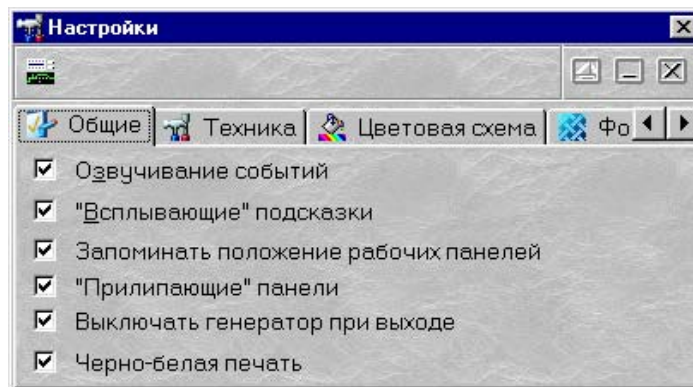 Настройки
Общие Техника Цветовая схема Фо
Озвучивание событий
"Всплывающие" подсказки
Запоминать положение рабочих панелей
"Прилипающие" панели
Выключать генератор при выходе
Черно-белая печать